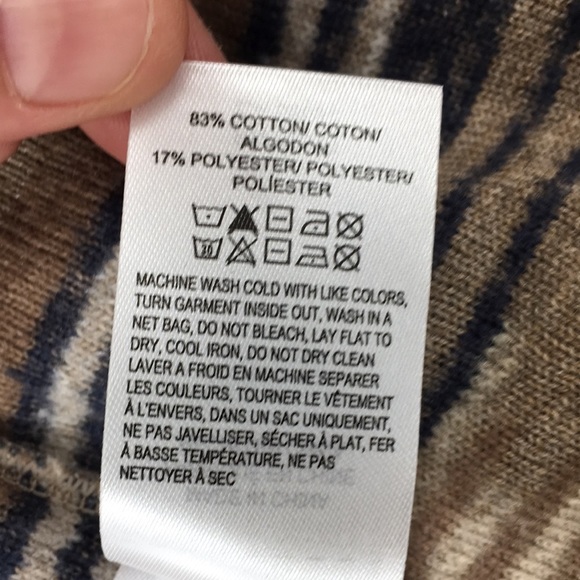 83% COTTON/ COTON/
ALGODON
17% POLYESTER/ POLYESTER/
POLÍESTER
30
MACHINE WASH COLD WITH LIKE COLORS,
TURN GARMENT INSIDE OUT, WASH IN A
NET BAG, DO NOT BLEACH, LAY FLAT TO
DRY, COOL IRON, DO NOT DRY CLEAN
LAVER A FROID EN MACHINE SEPARER
LES COULEURS, TOURNER LE VÊTEMENT
À L'ENVERS, DANS UN SAC UNIQUEMENT,
NE PAS JAVELLISER, SÉCHER À PLAT, FER
À BASSE TEMPÉRATURE, NE PAS
NETTOYER À SEC